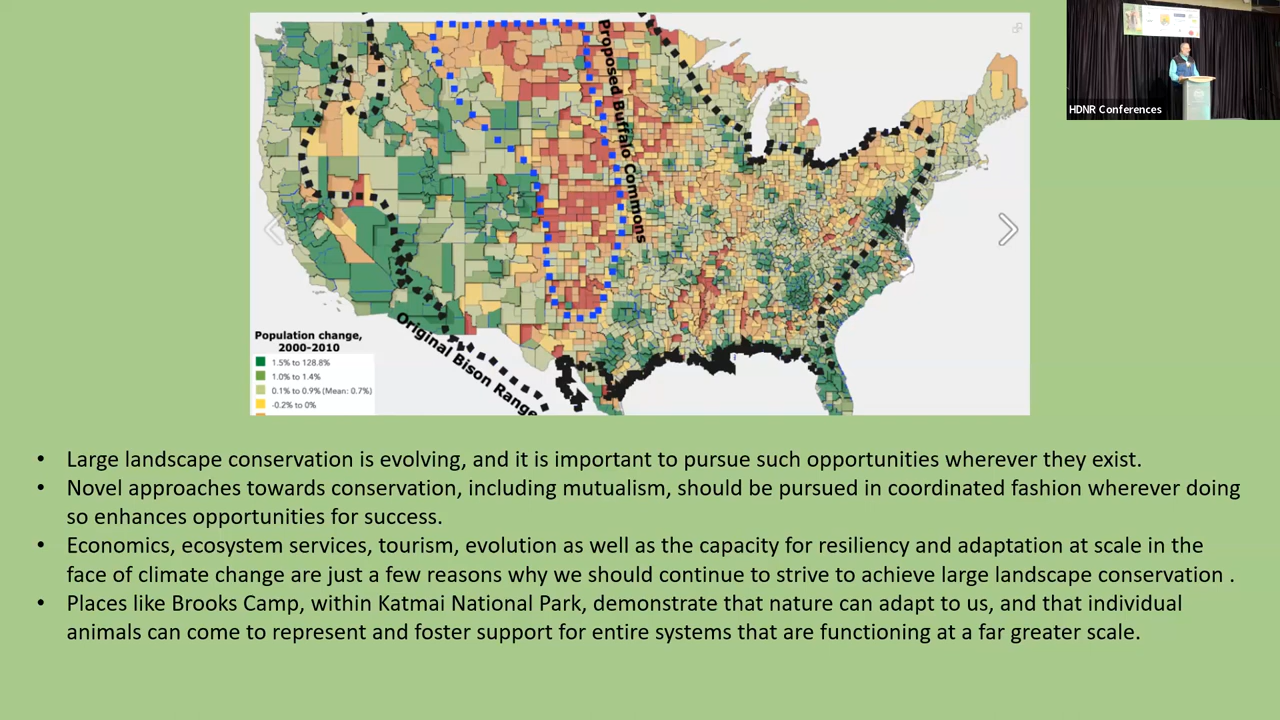 Proposed Buffalo Commons
Original Bison Range
Population change,
2000-2010
1.5% to 128.8%
1.0% to 1.4%
0.1% to 0.9% (Mean: 0.7%)
-0.2% to 0%
HDNR Conferences
• Large landscape conservation is evolving, and it is important to pursue such opportunities wherever they exist.
• Novel approaches towards conservation, including mutualism, should be pursued in coordinated fashion wherever doing
so enhances opportunities for success.
• Economics, ecosystem services, tourism, evolution as well as the capacity for resiliency and adaptation at scale in the
face of climate change are just a few reasons why we should continue to strive to achieve large landscape conservation .
• Places like Brooks Camp, within Katmai National Park, demonstrate that nature can adapt to us, and that individual
animals can come to represent and foster support for entire systems that are functioning at a far greater scale.